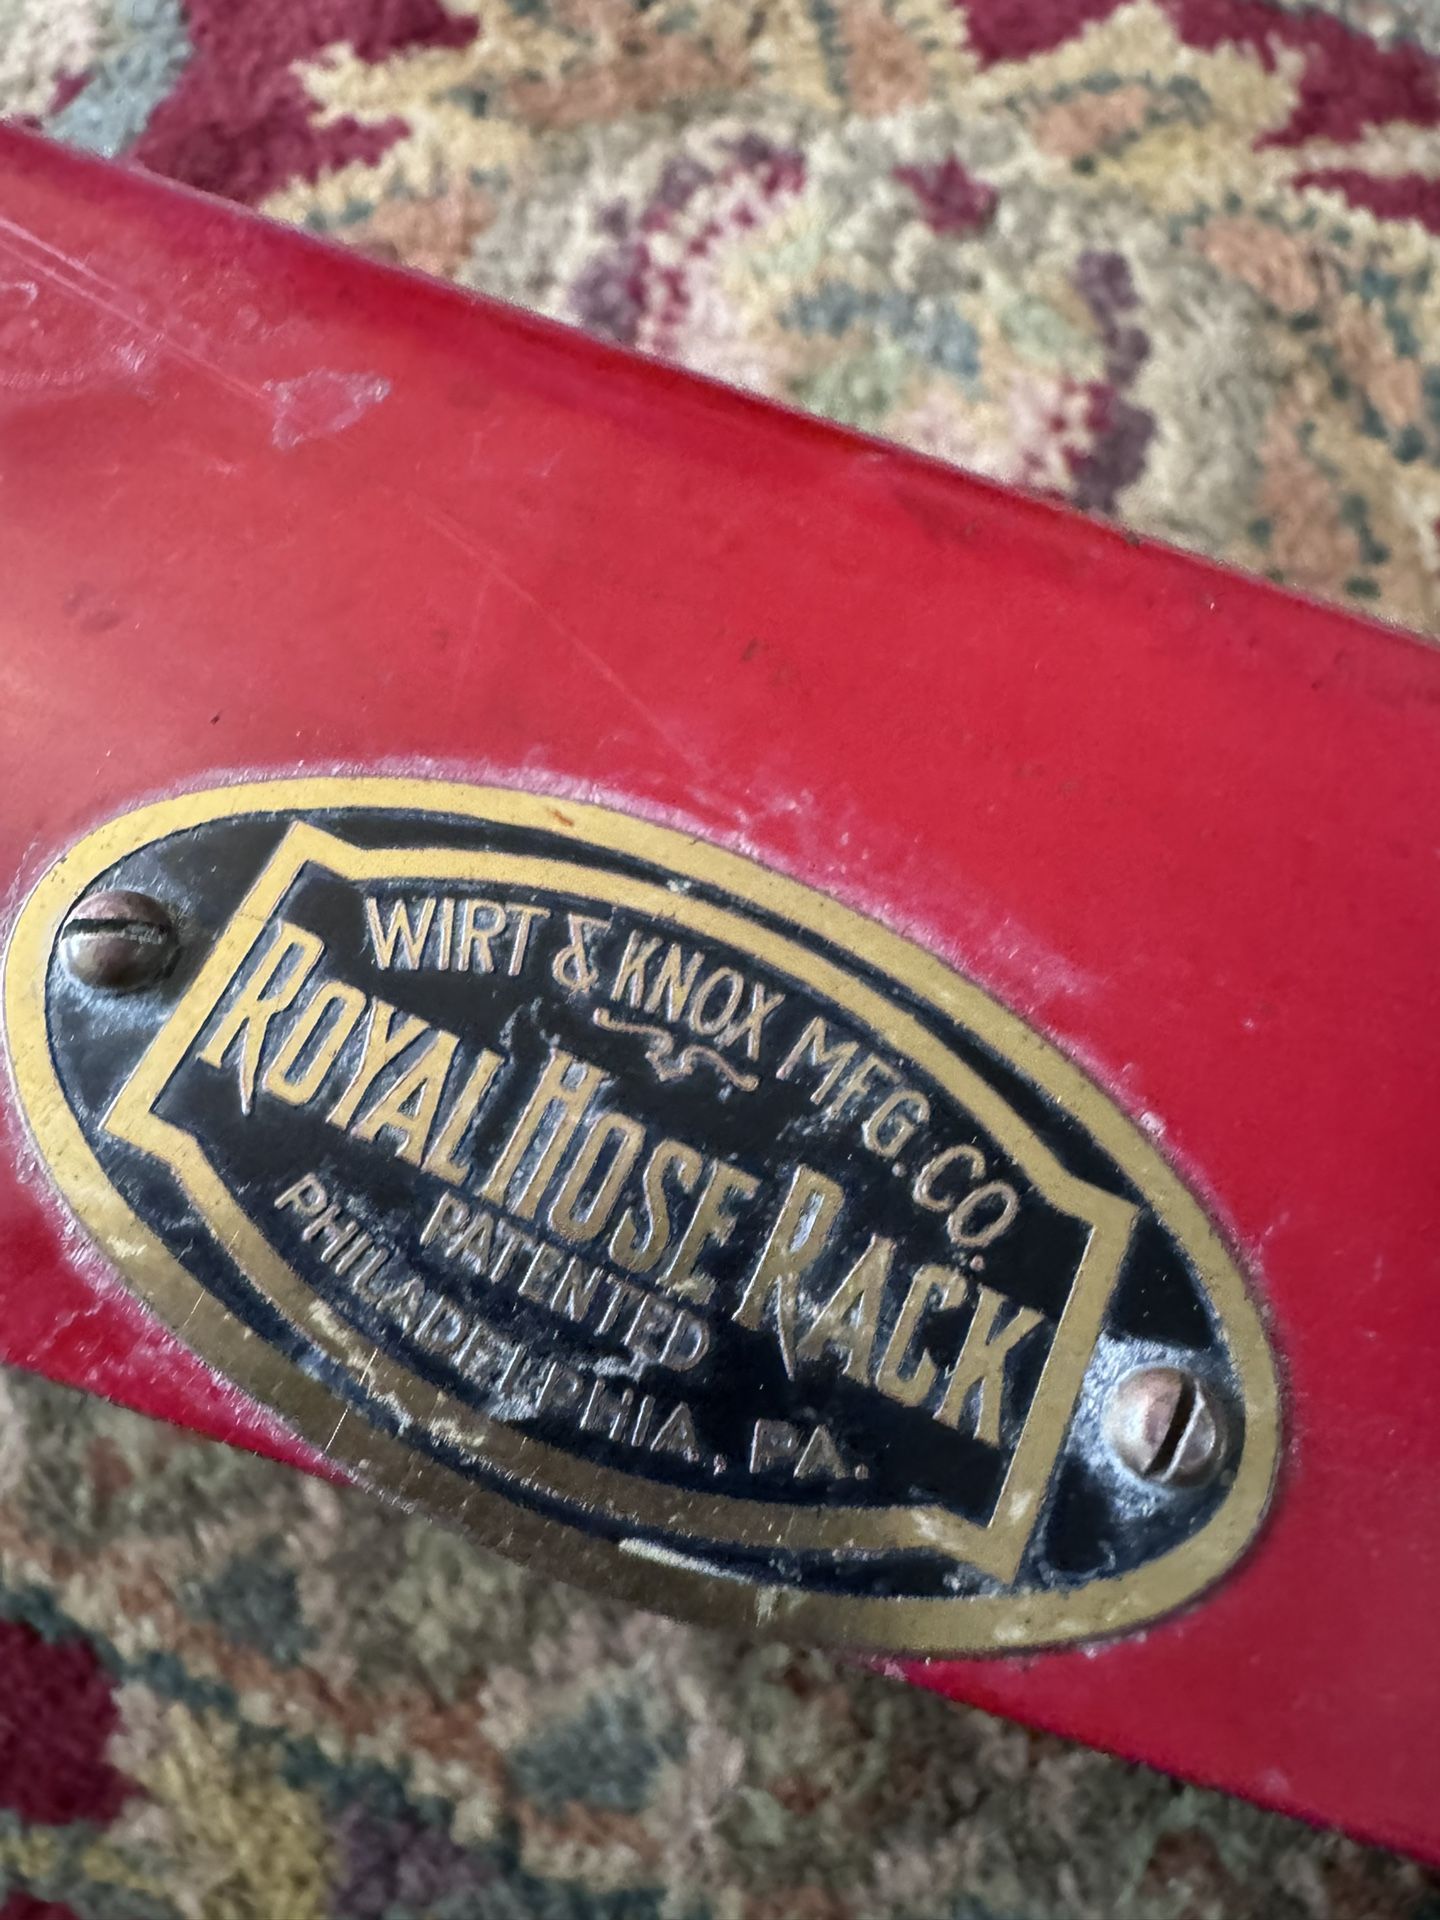 WIRT & KNOX MFG. CO.
ROYAL HOSE RACK
PATENTED
PHILADELPHIA, PA.